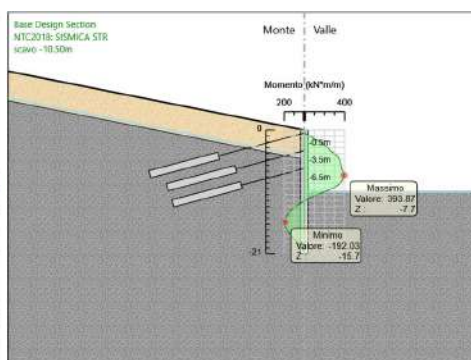 Base Design Section
NTC2018: SISMICA STR
scavo -10.50m
Monte
Valle
Momento (kN*m/m)
200
400
0
-0.5m
-3.5m
-6.5m
Massimo
Valore: 393.87
Z : -7.7
Minimo
Valore: -192.03
Z -15.7
-21